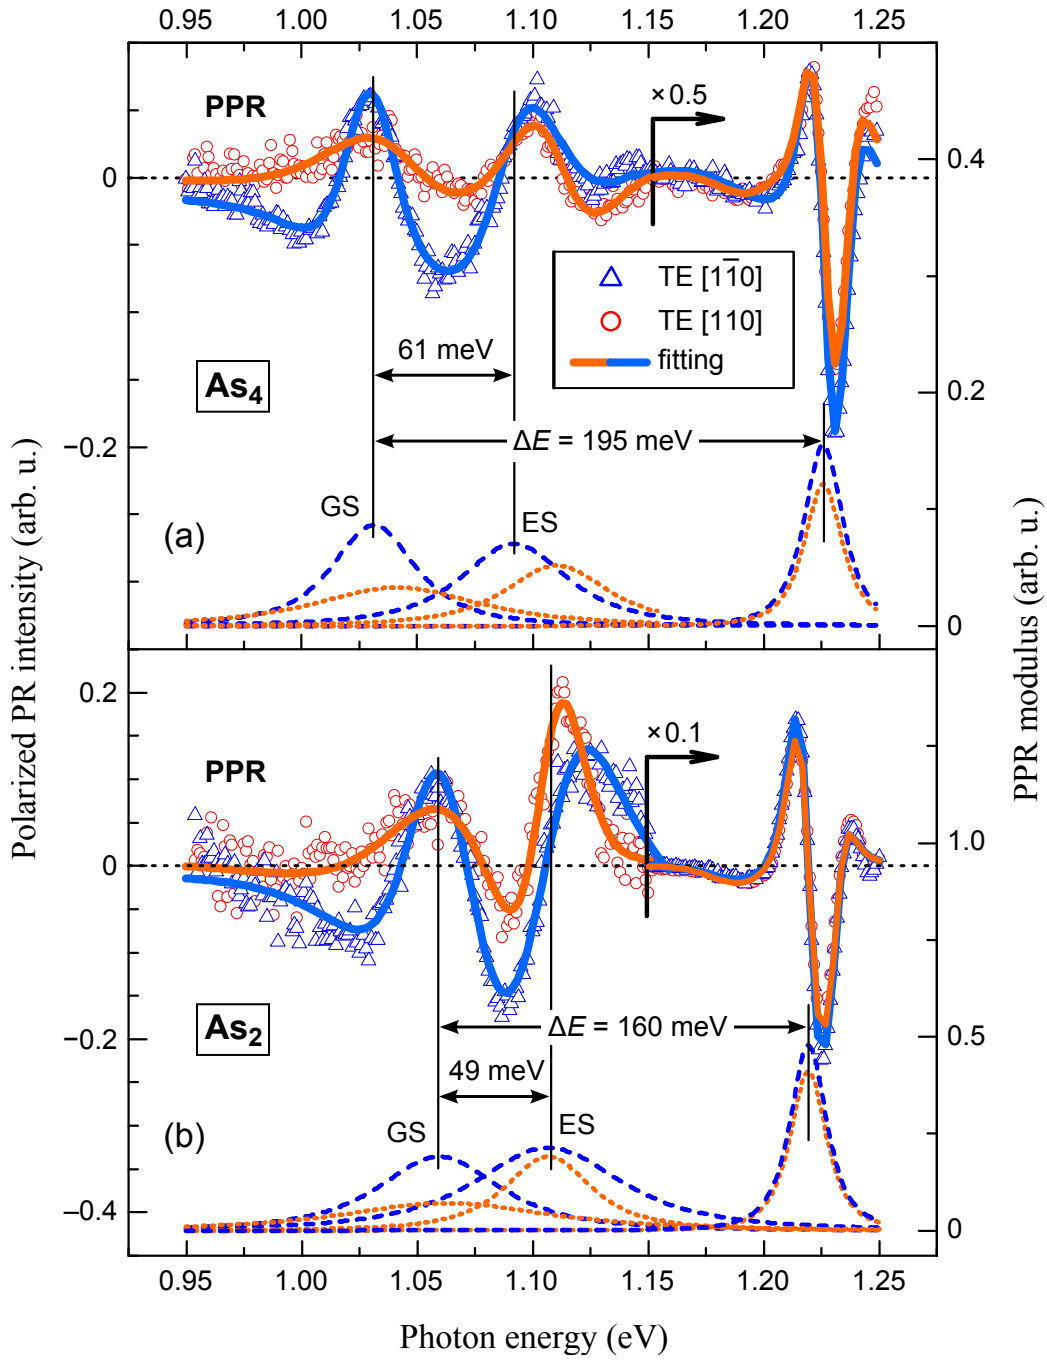 0.95 1.00 1.05 1.10 1.15 1.20 1.25
PPR
×0.5
0
0.4
TE [11̅0]
TE [110]
fitting
61 meV
As4
0.2
ΔE = 195 meV
−0.2
GS
ES
(a)
0
Polarized PR intensity (arb. u.)
PPR modulus (arb. u.)
0.2
×0.1
PPR
0
1.0
ΔE = 160 meV
As2
−0.2
0.5
49 meV
GS
ES
(b)
−0.4
0
0.95 1.00 1.05 1.10 1.15 1.20 1.25
Photon energy (eV)